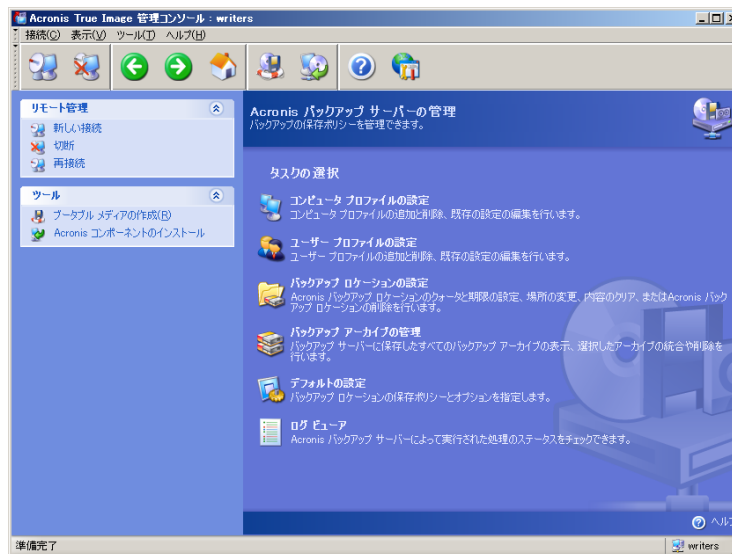 Acronis True Image 管理コンソール : writers
接続(C) 表示(V) ツール(T) ヘルプ(H)
リモート管理
新しい接続
切断
再接続
ツール
ブータブル メディアの作成(R)
Acronis コンポーネントのインストール
Acronis バックアップ サーバーの管理
バックアップの保存ポリシーを管理できます。
タスクの選択
コンピュータ プロファイルの設定
コンピュータ プロファイルの追加と削除、既存の設定の編集を行います。
ユーザー プロファイルの設定
ユーザー プロファイルの追加と削除、既存の設定の編集を行います。
バックアップ ロケーションの設定
Acronis バックアップ ロケーションのクォータと期限の設定、場所の変更、内容のクリア、またはAcronis バック
アップ ロケーションの削除を行います。
バックアップ アーカイブの管理
バックアップ サーバーに保存したすべてのバックアップ アーカイブの表示、選択したアーカイブの統合や削除を
行います。
デフォルトの設定
バックアップ ロケーションの保存ポリシーとオプションを指定します。
ログ ビューア
Acronis バックアップ サーバーによって実行された処理のステータスをチェックできます。
ヘルプ
準備完了
writers